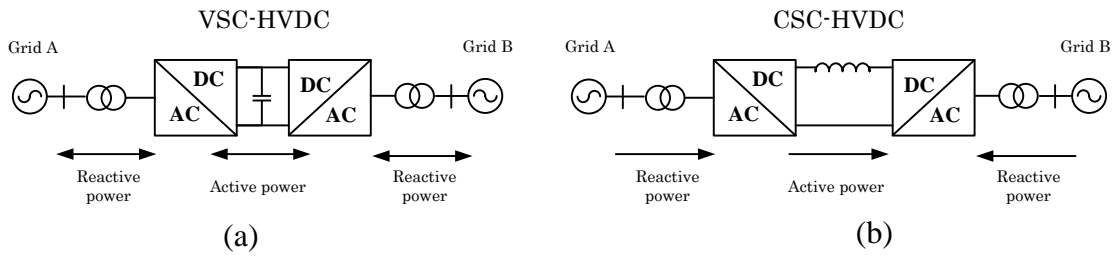 VSC-HVDC
Grid A
Grid B
DC
AC
DC
AC
Reactive
power
Active power
Reactive
power
(a)
CSC-HVDC
Grid A
Grid B
DC
AC
DC
AC
Reactive
power
Active power
Reactive
power
(b)